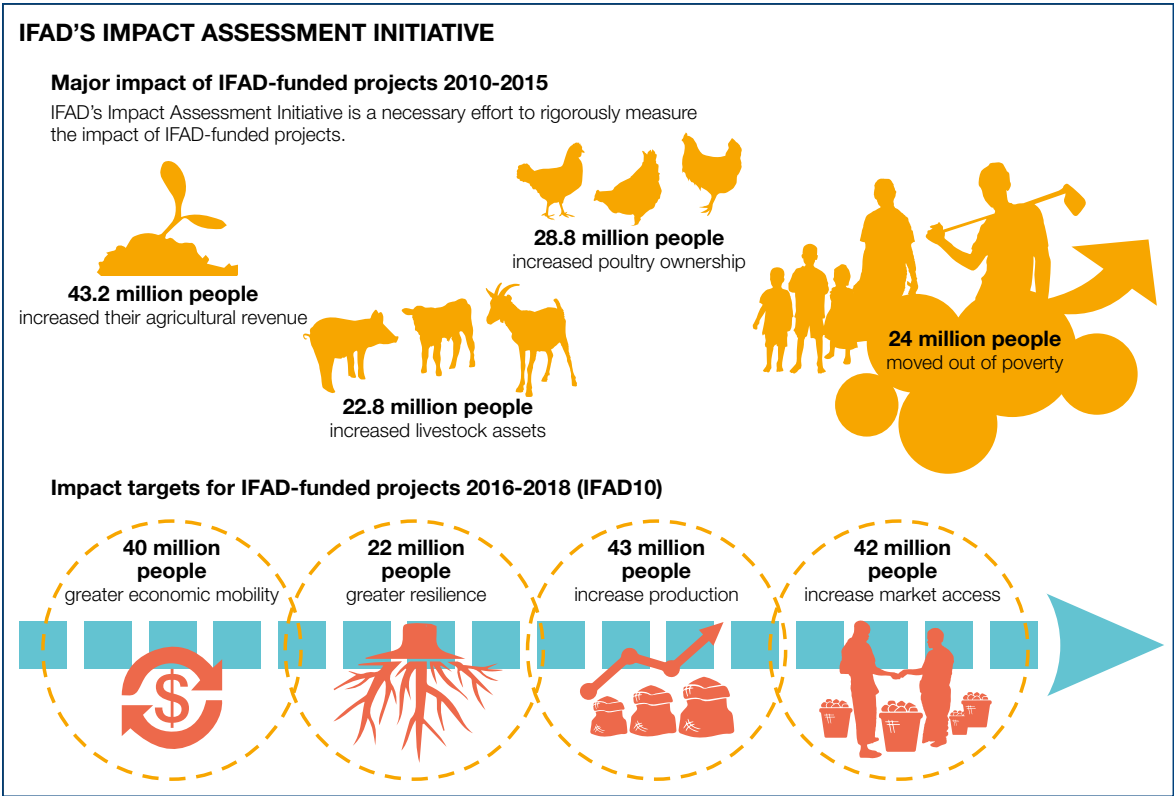 IFAD'S IMPACT ASSESSMENT INITIATIVE
Major impact of IFAD-funded projects 2010-2015
IFAD's Impact Assessment Initiative is a necessary effort to rigorously measure
the impact of IFAD-funded projects.
43.2 million people
increased their agricultural revenue
28.8 million people
increased poultry ownership
22.8 million people
increased livestock assets
24 million people
moved out of poverty
Impact targets for IFAD-funded projects 2016-2018 (IFAD10)
40 million
people
greater economic mobility
$
22 million
people
greater resilience
43 million
people
increase production
42 million
people
increase market access